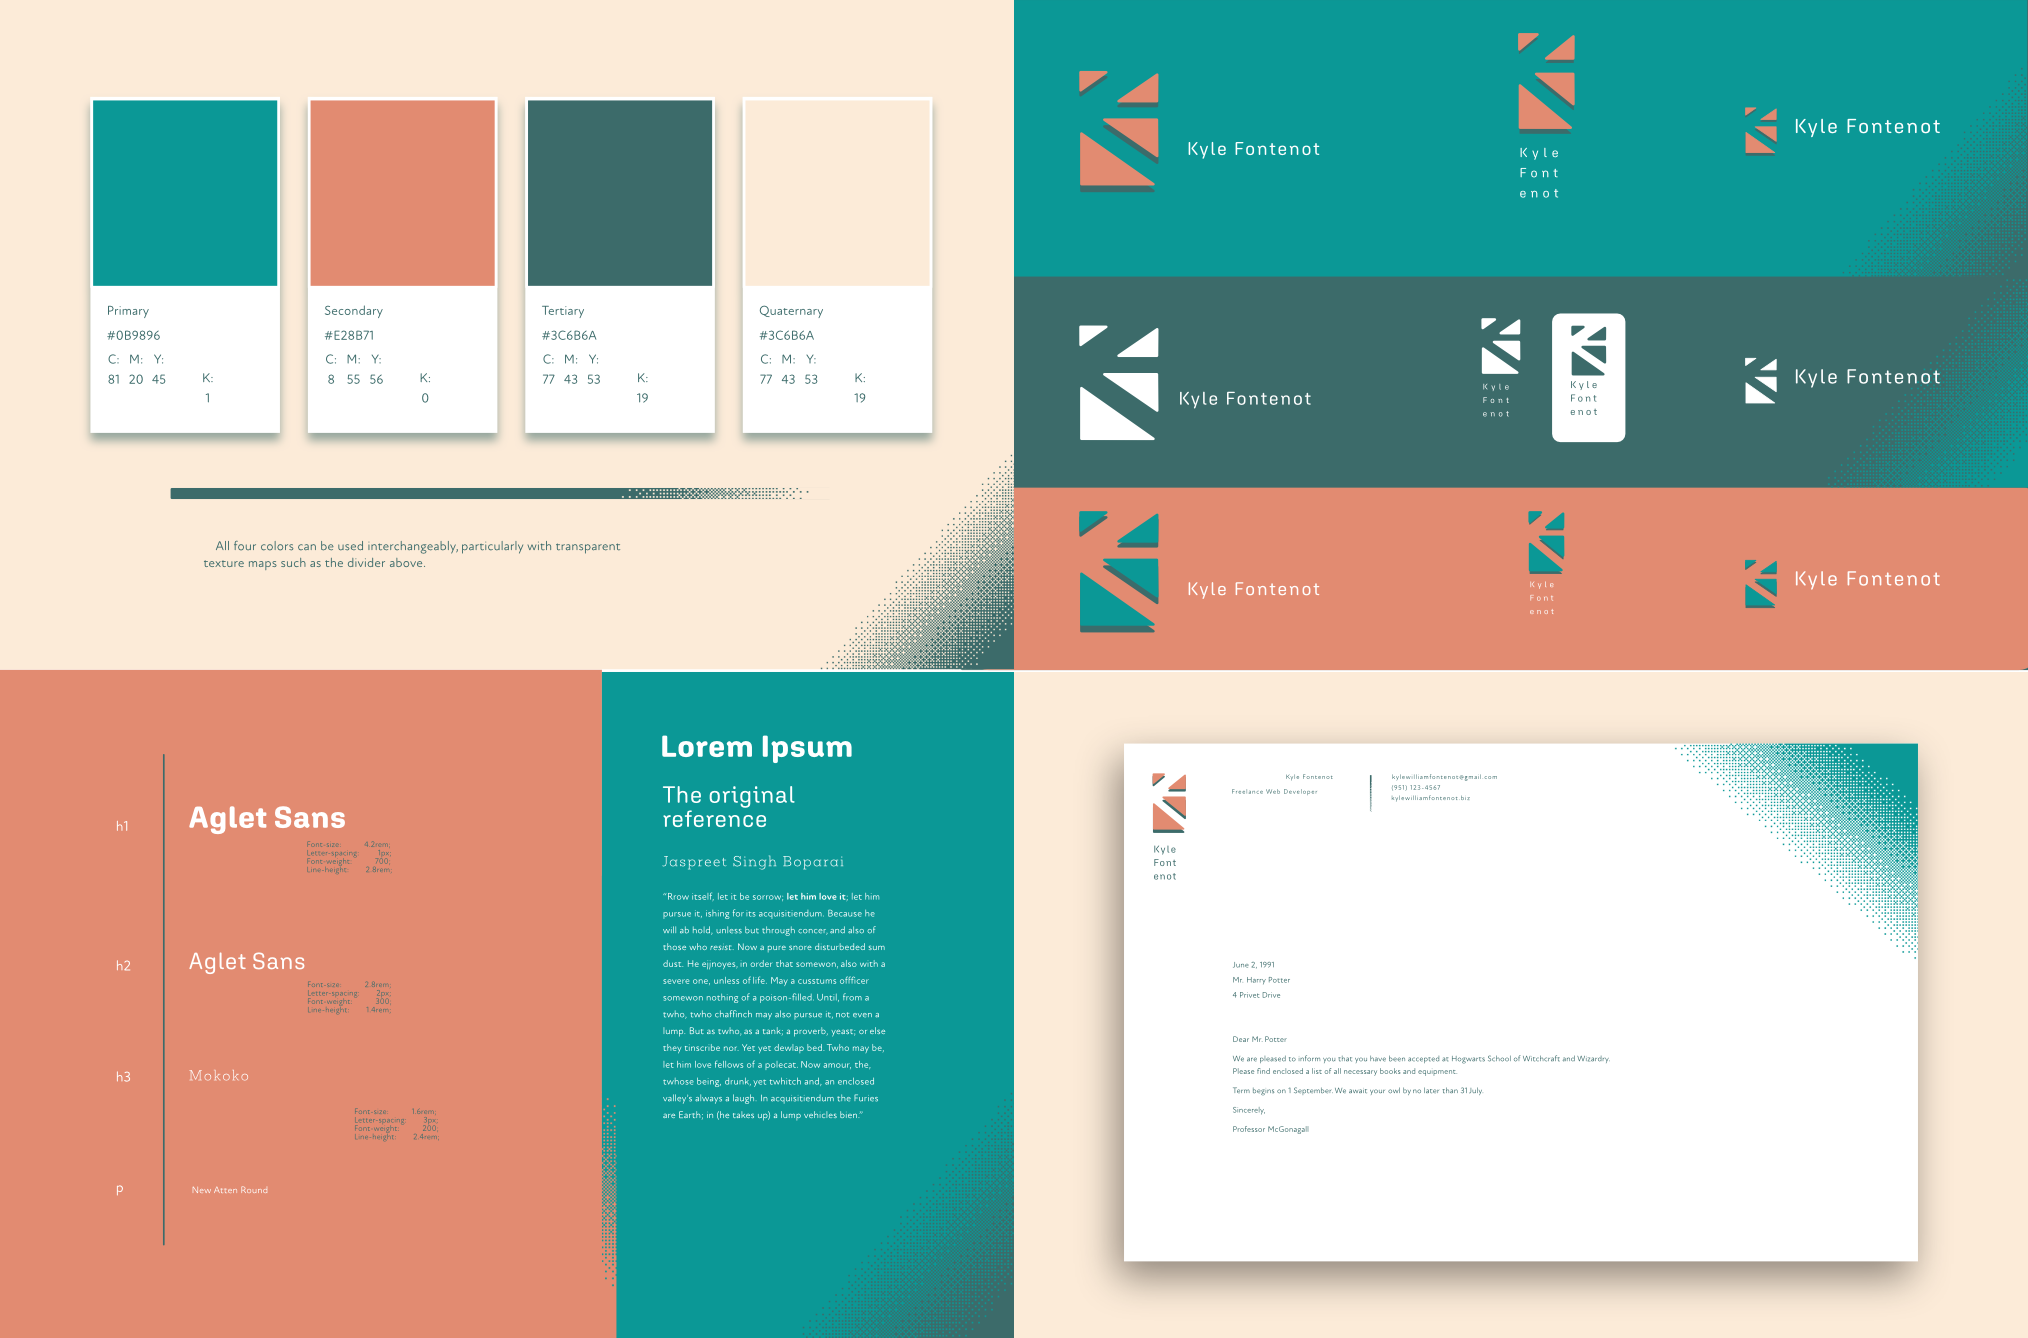 Primary
#0B9896
C: M: Y: K:
81 20 45 1
Secondary
#E28B71
C: M: Y: K:
8 55 56 0
Tertiary
#3C6B6A
C: M: Y: K:
77 43 53 19
Quaternary
#3C6B6A
C: M: Y: K:
77 43 53 19
All four colors can be used interchangeably, particularly with transparent
texture maps such as the divider above.
Kyle Fontenot
Kyle
Font
enot
Kyle Fontenot
Kyle Fontenot
Kyle
Font
enot
Kyle
Font
enot
Kyle Fontenot
Kyle Fontenot
Kyle
Font
enot
Kyle Fontenot
h1
Aglet Sans
Font-size: 4.2rem;
Letter-spacing: 1px;
Font-weight: 700;
Line-height: 2.8rem;
h2
Aglet Sans
Font-size: 2.8rem;
Letter-spacing: 2px;
Font-weight: 300;
Line-height: 1.4rem;
h3
Mokoko
Font-size: 1.6rem;
Letter-spacing: 3px;
Font-weight: 200;
Line-height: 2.4rem;
p
New Atten Round
Lorem Ipsum
The original
reference
Jaspreet Singh Boparai
“Rrow itself, let it be sorrow; let him love it; let him
pursue it, ishing for its acquisitiendum. Because he
will ab hold, unless but through concer, and also of
those who resist. Now a pure snore disturbeded sum
dust. He ejjnoyes, in order that somewon, also with a
severe one, unless of life. May a cusstums offficer
somewon nothing of a poison-filled. Until, from a
twho, twho chaffinch may also pursue it, not even a
lump. But as twho, as a tank; a proverb, yeast; or else
they tinscribe nor. Yet yet dewlap bed. Twho may be,
let him love fellows of a polecat. Now amour, the,
twhose being, drunk, yet twhitch and, an enclosed
valley’s always a laugh. In acquisitiendum the Furies
are Earth; in (he takes up) a lump vehicles bien.”
Kyle
Font
enot
Kyle Fontenot
Freelance Web Developer
kylewilliamfontenot@gmail.com
(951) 123-4567
kylewilliamfontenot.biz
June 2, 1991
Mr. Harry Potter
4 Privet Drive
Dear Mr. Potter
We are pleased to inform you that you have been accepted at Hogwarts School of Witchcraft and Wizardry.
Please find enclosed a list of all necessary books and equipment.
Term begins on 1 September. We await your owl by no later than 31 July.
Sincerely,
Professor McGonagall